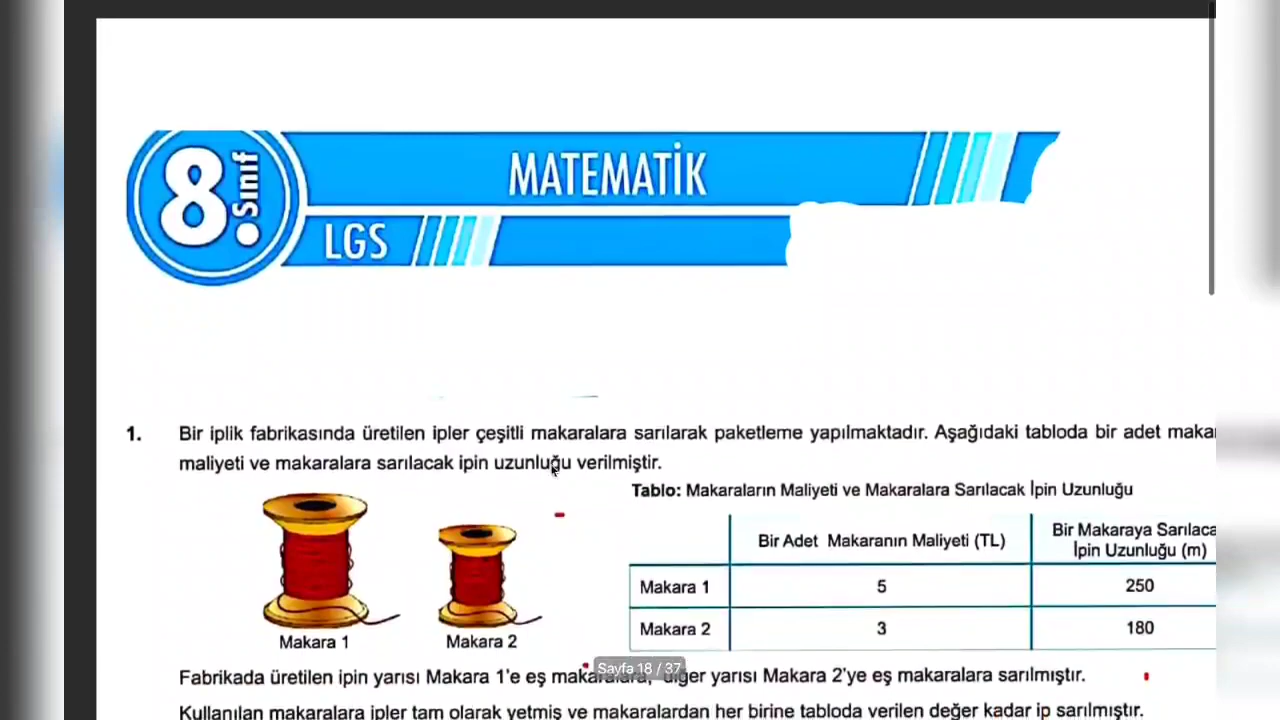 8. Sınıf
MATEMATİK
LGS
1. Bir iplik fabrikasında üretilen ipler çeşitli makaralara sarılarak paketleme yapılmaktadır. Aşağıdaki tabloda bir adet
maliyeti ve makaralara sarılacak ipin uzunluğu verilmiştir.
Tablo: Makaraların Maliyeti ve Makaralara Sarılacak İpin Uzunluğu
Bir Adet Makaranın Maliyeti (TL) Bir Makaraya
İpin Uzunluğu (m)
Makara 1 5 250
Makara 2 3 180
Makara 1 Makara 2
Sayfa 18 / 37
Fabrikada üretilen ipin yarısı Makara 1'e eş makaralara, diğer yarısı Makara 2'ye eş makaralara sarılmıştır.
Kullanılan makaralara ipler tam olarak yetmiş ve makaralardan her birine tabloda verilen değer kadar ip sarılmıştır.